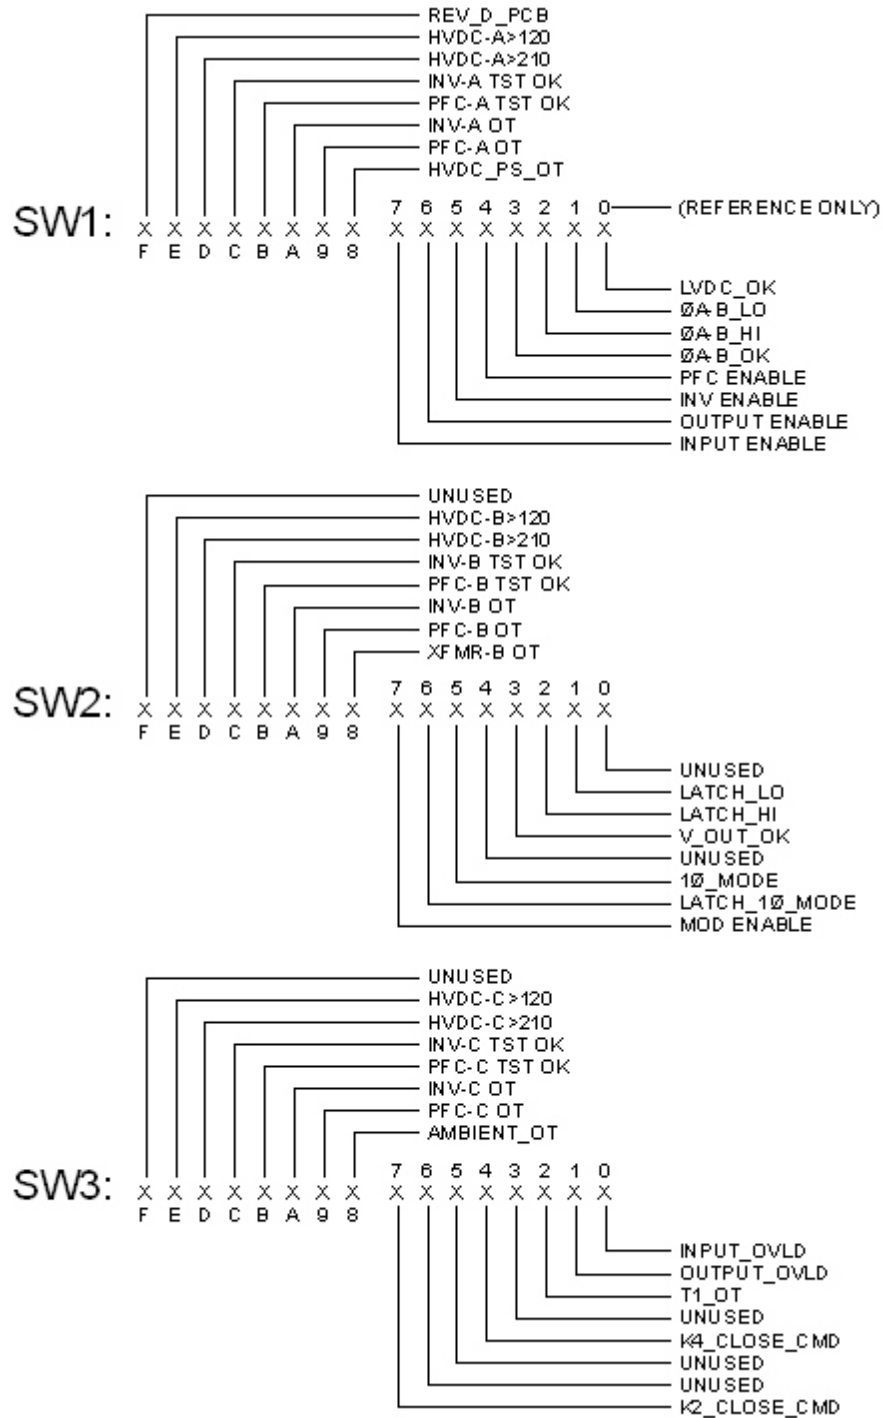 REV_D_PCB
HVDC-A>120
HVDC-A>210
INV-A TST OK
PFC-A TST OK
INV-A OT
PFC-A OT
HVDC_PS_OT
7 6 5 4 3 2 1 0 (REFERENCE ONLY)
SW1: X X X X X X X X X X X X X X X X
F E D C B A 9 8
LVDC_OK
ØA-B_LO
ØA-B_HI
ØA-B_OK
PFC ENABLE
INV ENABLE
OUTPUT ENABLE
INPUT ENABLE
UNUSED
HVDC-B>120
HVDC-B>210
INV-B TST OK
PFC-B TST OK
INV-B OT
PFC-B OT
XFMR-B OT
7 6 5 4 3 2 1 0
SW2: X X X X X X X X X X X X X X X X
F E D C B A 9 8
UNUSED
LATCH_LO
LATCH_HI
V_OUT_OK
UNUSED
1Ø_MODE
LATCH_1Ø_MODE
MOD ENABLE
UNUSED
HVDC-C>120
HVDC-C>210
INV-C TST OK
PFC-C TST OK
INV-C OT
PFC-C OT
AMBIENT_OT
7 6 5 4 3 2 1 0
SW3: X X X X X X X X X X X X X X X X
F E D C B A 9 8
INPUT_OVLD
OUTPUT_OVLD
T1_OT
UNUSED
K4_CLOSE_CMD
UNUSED
UNUSED
K2_CLOSE_CMD